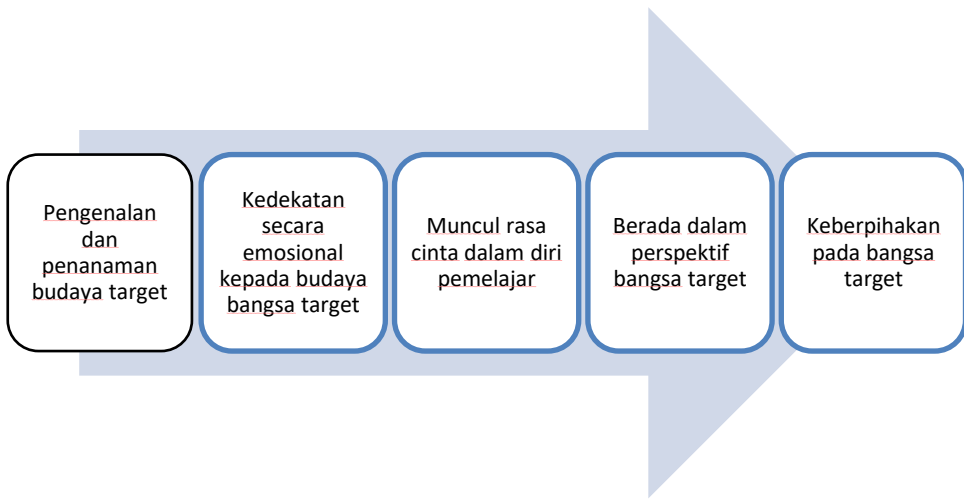 Pengenalan
dan
penanaman
budaya target
Kedekatan
secara
emosional
kepada budaya
bangsa target
Muncul rasa
cinta dalam diri
pemelajar
Berada dalam
perspektif
bangsa target
Keberpihakan
pada bangsa
target